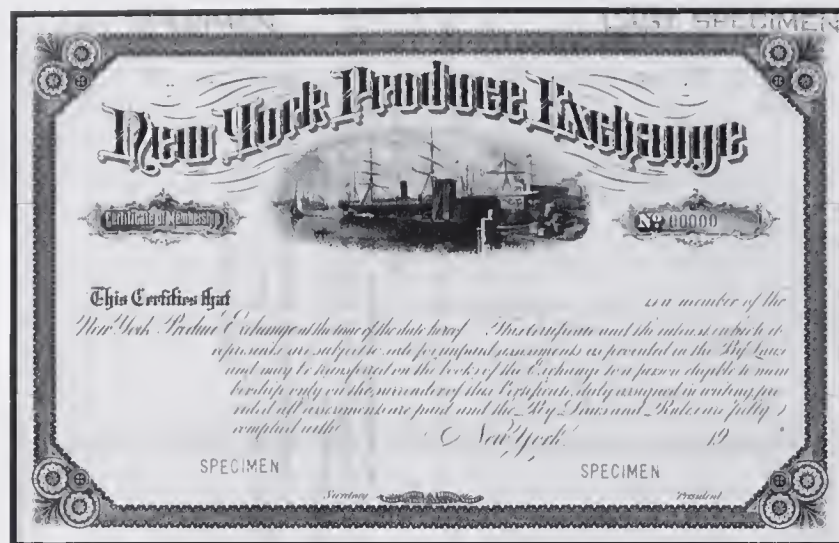 SPECIMEN
New York Produce Exchange
Certificate of Membership
No. 00000
This Certifies that is a member of the
New York Produce Exchange at the time of the date hereof This certificate and the interest which it
represents are subject to sale for unpaid assessments as provided in the By-Laws
and may be transferred on the books of the Exchange to a person eligible to mem
bership only on the surrender of this Certificate, duly assigned in writing, pro
vided all assessments are paid and the By-Laws and Rules are fully
complied with New York 19
SPECIMEN SPECIMEN
Secretary President